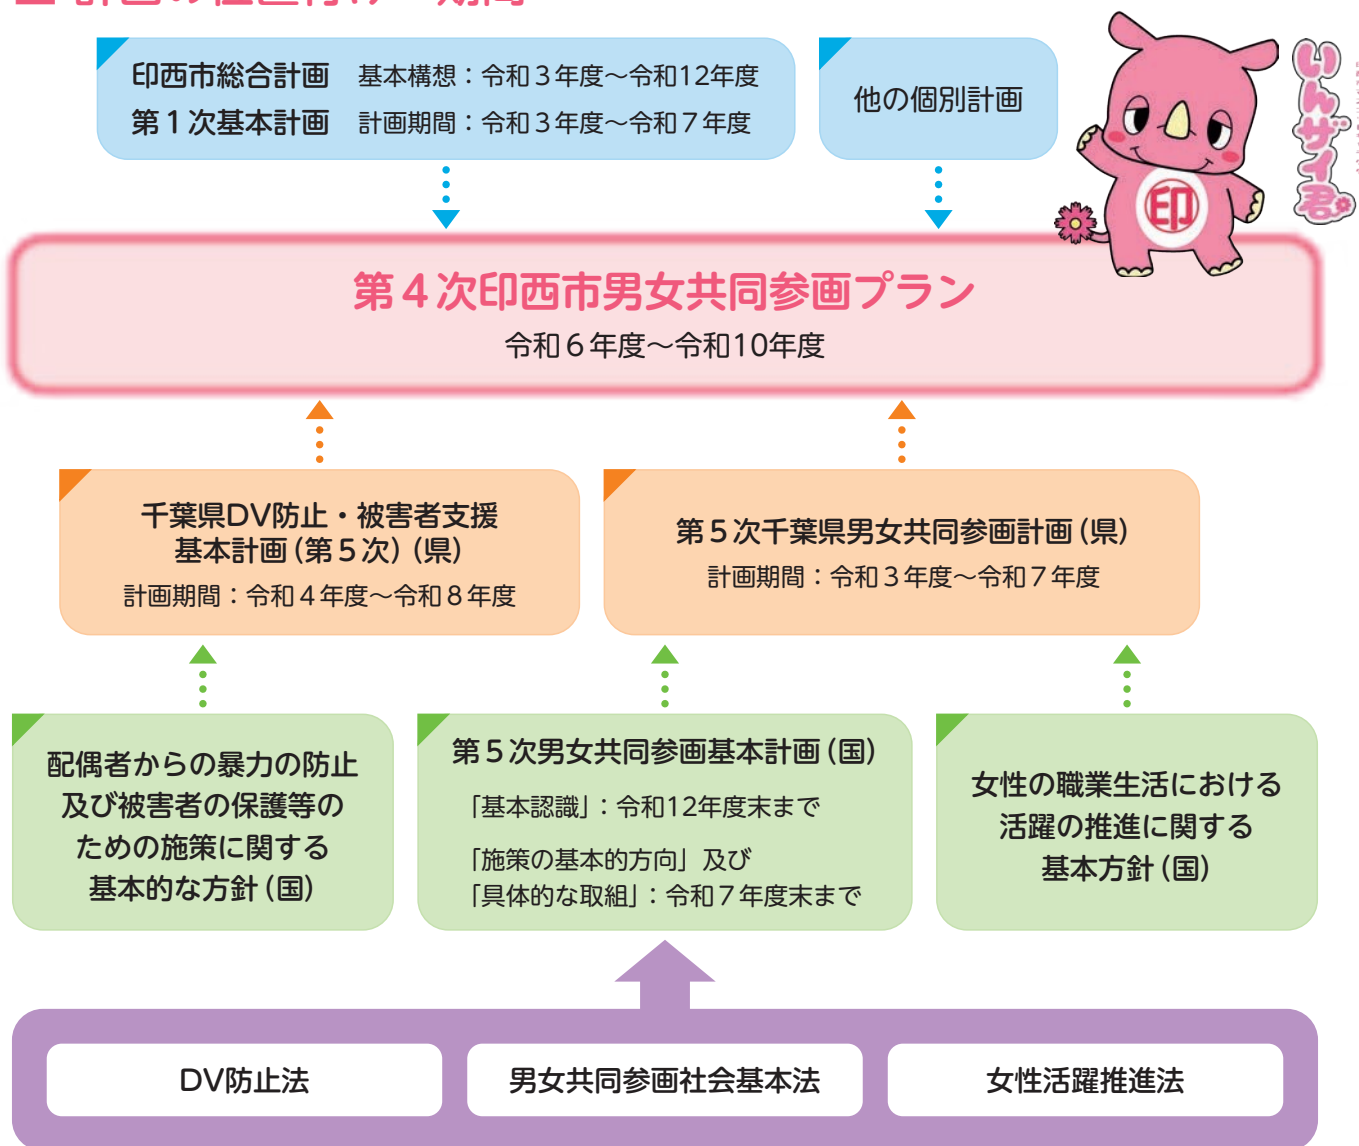 印西市総合計画　基本構想：令和３年度〜令和12年度
第１次基本計画　計画期間：令和３年度〜令和７年度
他の個別計画
いんザイ君
印
第４次印西市男女共同参画プラン
令和６年度〜令和10年度
千葉県DV防止・被害者支援
基本計画（第５次）（県）
計画期間：令和４年度〜令和８年度
第５次千葉県男女共同参画計画（県）
計画期間：令和３年度〜令和７年度
配偶者からの暴力の防止
及び被害者の保護等の
ための施策に関する
基本的な方針（国）
第５次男女共同参画基本計画（国）
「基本認識」：令和12年度末まで
「施策の基本的方向」及び
「具体的な取組」：令和７年度末まで
女性の職業生活における
活躍の推進に関する
基本方針（国）
DV防止法
男女共同参画社会基本法
女性活躍推進法